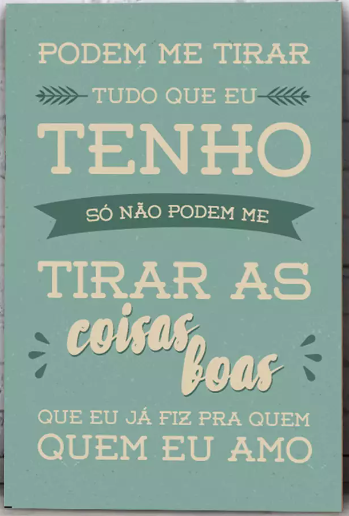 PODEM ME TIRAR
TUDO QUE EU
TENHO
SÓ NÃO PODEM ME
TIRAR AS
coisas
boas
QUE EU JÁ FIZ PRA QUEM
QUEM EU AMO